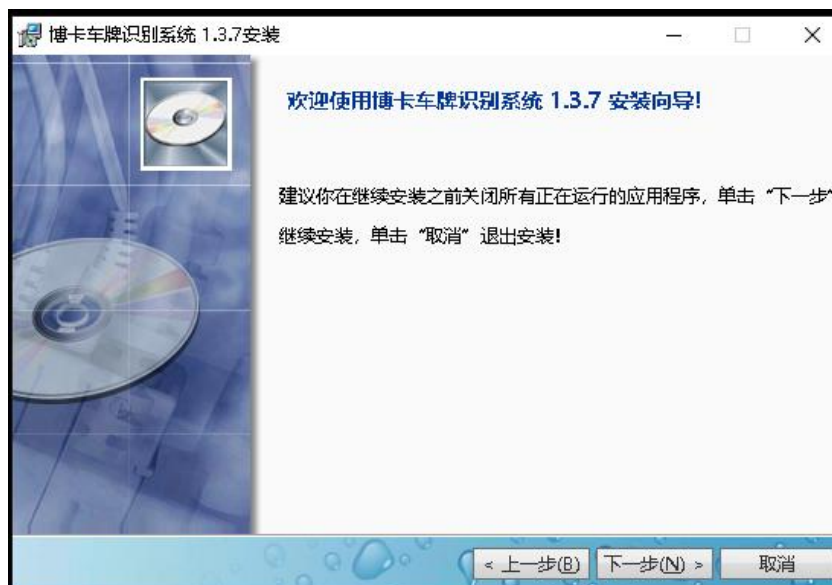 博卡车牌识别系统 1.3.7安装
欢迎使用博卡车牌识别系统 1.3.7 安装向导!
建议你在继续安装之前关闭所有正在运行的应用程序, 单击 “下一步”
继续安装, 单击 “取消” 退出安装!
< 上一步(B)
下一步(N) >
取消